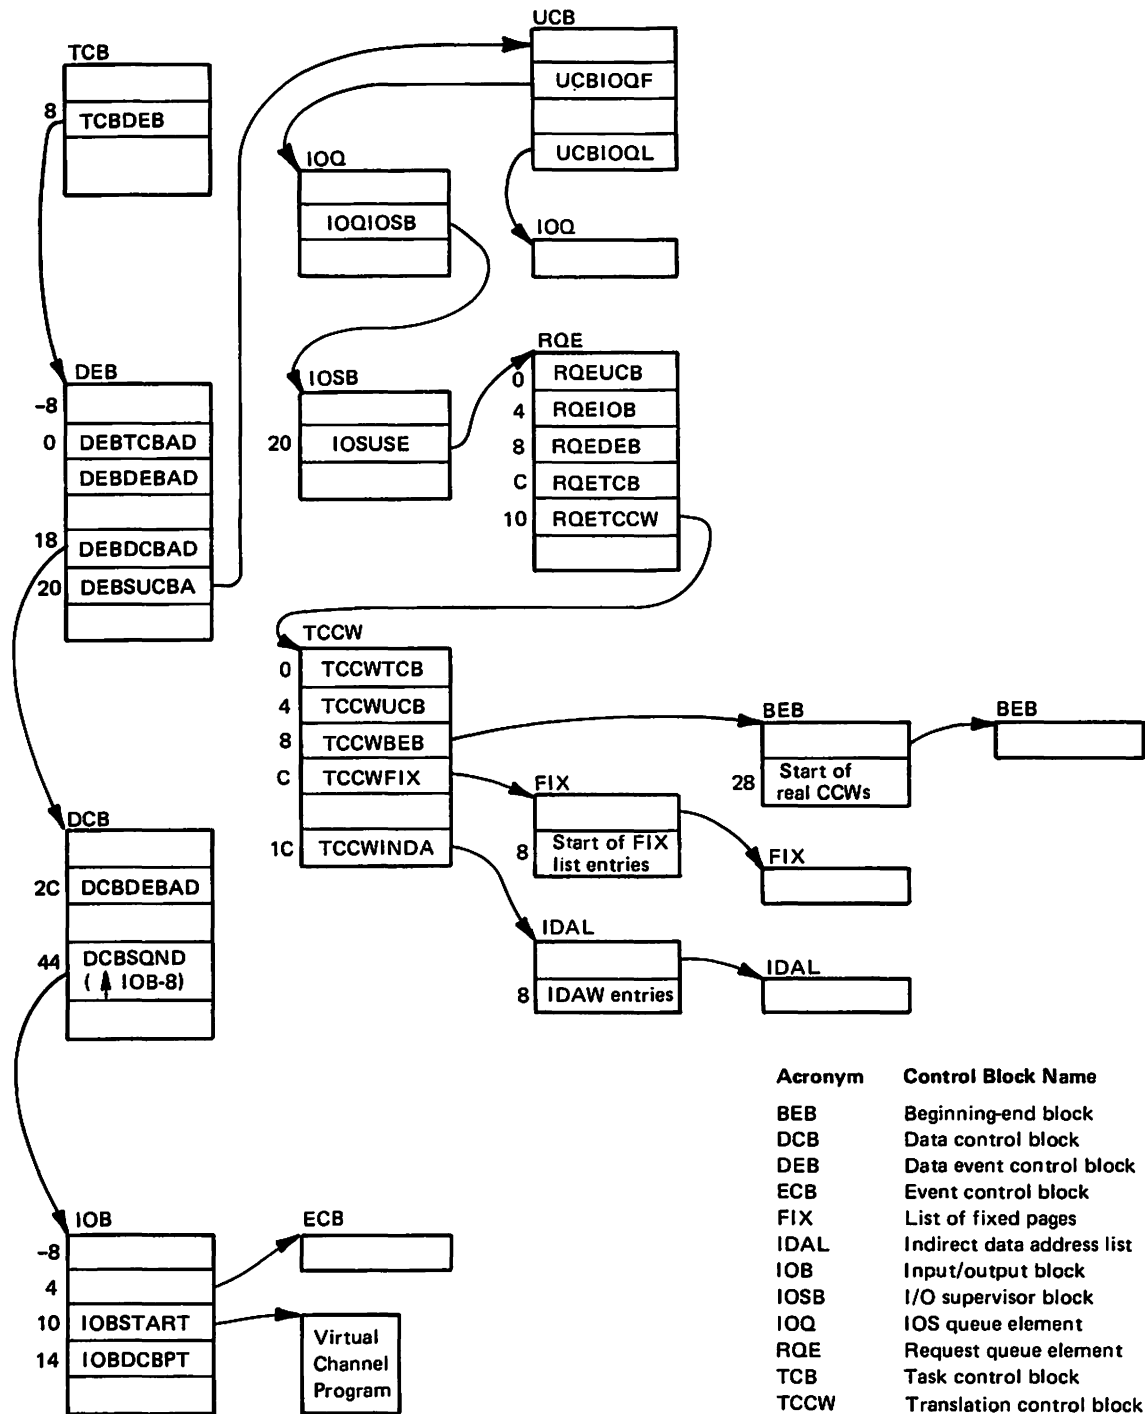 TCB
8 TCBDEB
UCB
UCBIOQF
UCBIOQL
IOQ
IOQIOSB
IOQ
DEB
-8
0 DEBTCBAD
DEBDEBAD
18 DEBDCBAD
20 DEBSUCBA
IOSB
20 IOSUSE
RQE
0 RQEUCB
4 RQEIOB
8 RQEDEB
C RQETCB
10 RQETCCW
TCCW
0 TCCWTCB
4 TCCWUCB
8 TCCWBEB
C TCCWFIX
1C TCCWINDA
BEB
28 Start of
real CCWs
BEB
FIX
8 Start of FIX
list entries
FIX
IDAL
8 IDAW entries
IDAL
DCB
2C DCBDEBAD
44 DCBSQND
( IOB-8)
IOB
-8
4
10 IOBSTART
14 IOBDCBPT
ECB
Virtual
Channel
Program
Acronym Control Block Name
BEB Beginning-end block
DCB Data control block
DEB Data event control block
ECB Event control block
FIX List of fixed pages
IDAL Indirect data address list
IOB Input/output block
IOSB I/O supervisor block
IOQ IOS queue element
RQE Request queue element
TCB Task control block
TCCW Translation control block